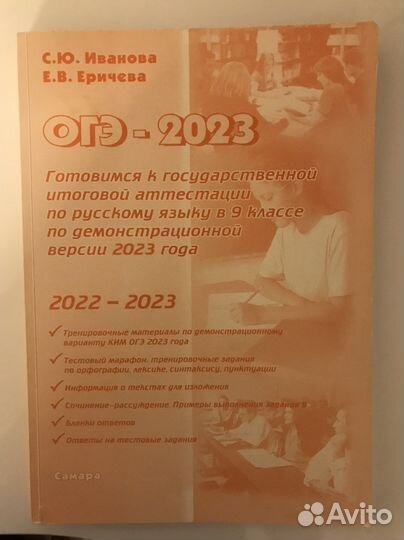 С.Ю. Иванова
Е.В. Еричева
ОГЭ - 2023
Готовимся к государственной
итоговой аттестации
по русскому языку в 9 классе
по демонстрационной
версии 2023 года
2022 – 2023
✓ Тренировочные материалы по демонстрационному
варианту КИМ ОГЭ 2023 года
✓ Тестовый марафон: тренировочные задания
по орфографии, лексике, синтаксису, пунктуации
✓ Информация о текстах для изложения
✓ Сочинение-рассуждение. Примеры выполнения задания 9
✓ Бланки ответов
✓ Ответы на тестовые задания
Самара
Avito